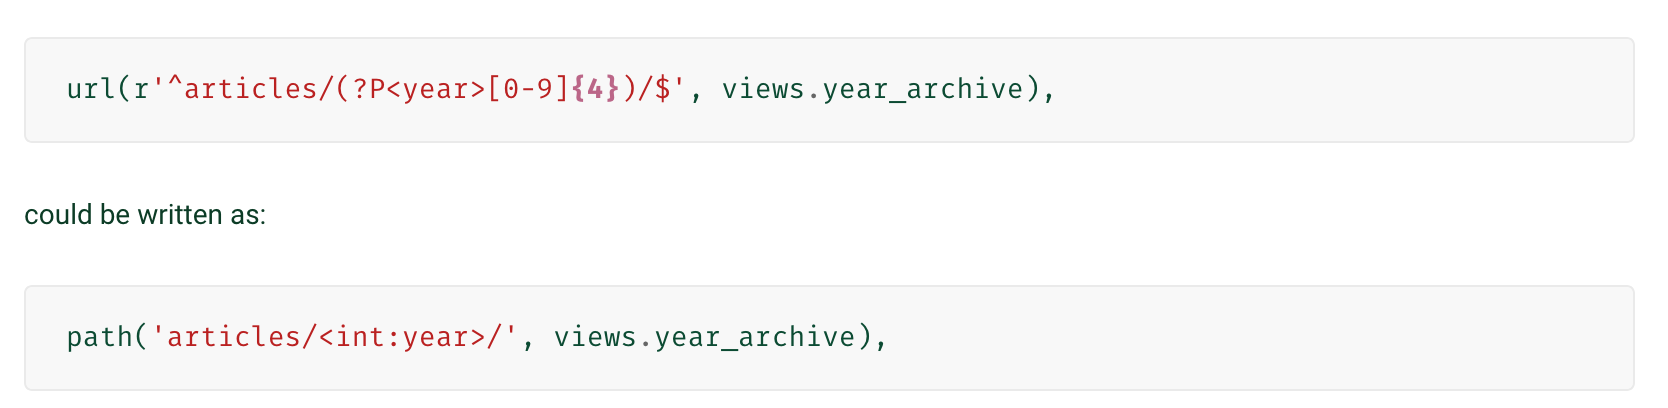 url(r'^articles/(?P<year>[0-9]{4})/$', views.year_archive),
could be written as:
path('articles/<int:year>/', views.year_archive),